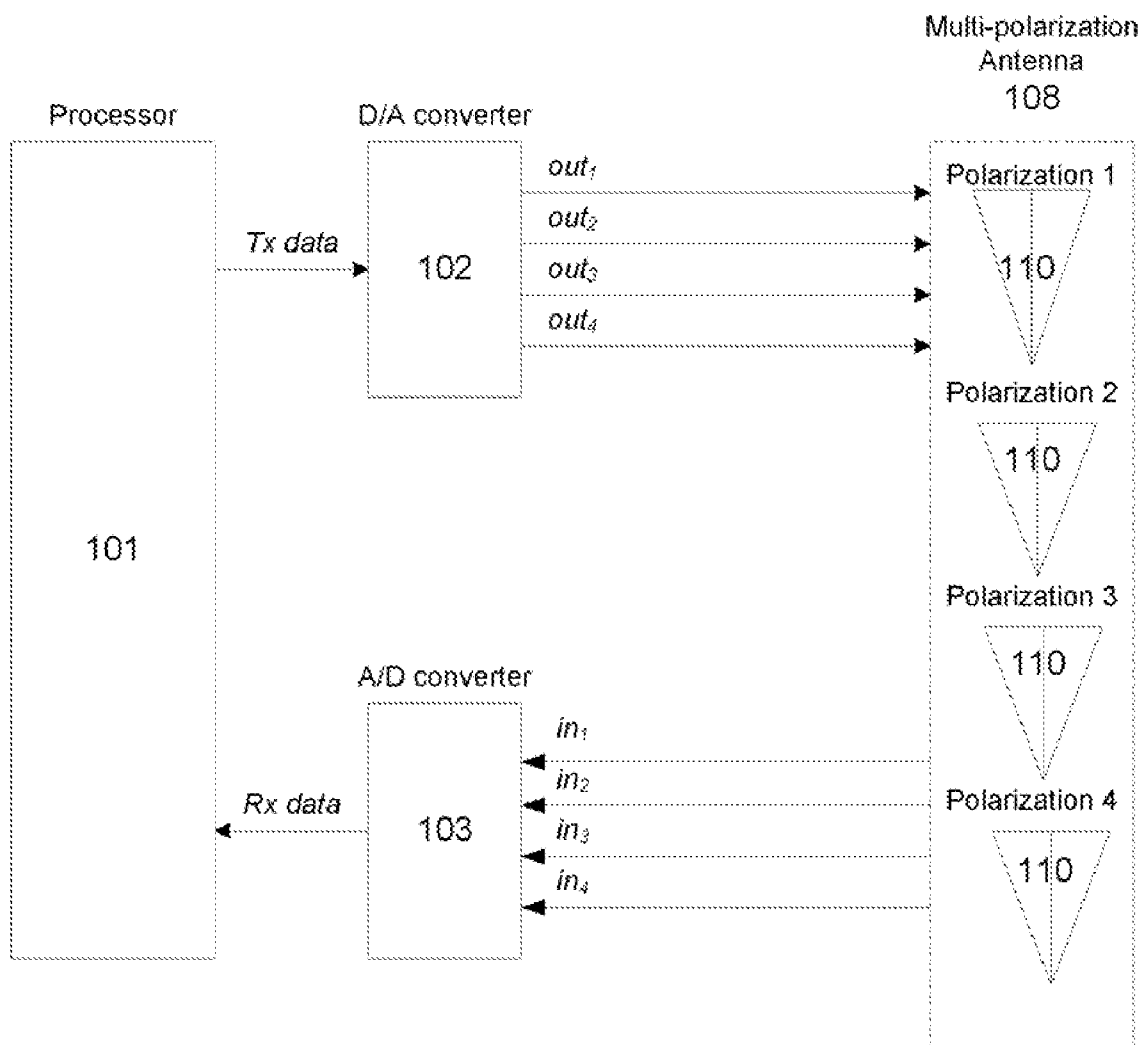 Multi-polarization
Antenna
108
Processor
D/A converter
Polarization 1
out₁
out₂
out₃
out₄
Tx data
102
110
Polarization 2
110
101
Polarization 3
110
A/D converter
in₁
in₂
in₃
in₄
Rx data
103
Polarization 4
110